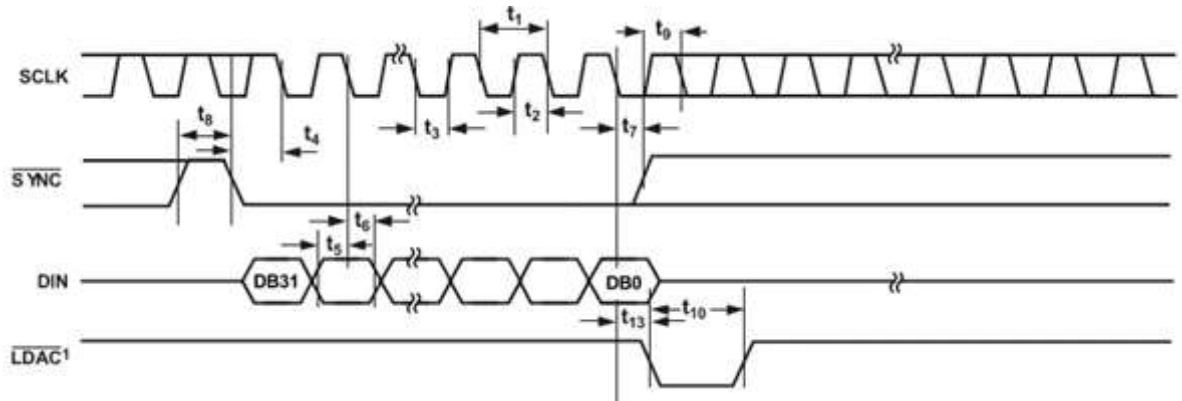 t1
t9
SCLK
t8
t4
t3
t2
t7
SYNC
t6
t5
DIN
DB31
DB0
t13
t10
LDAC1